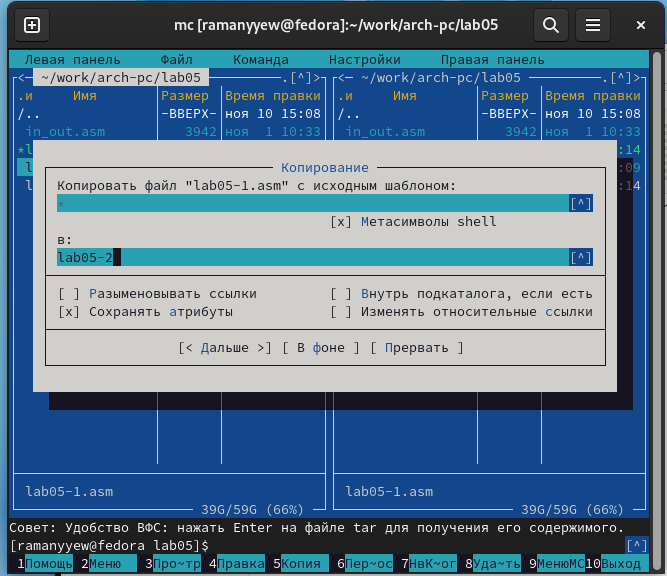 mc [ramanyyew@fedora]:~/work/arch-pc/lab05
Левая панель Файл Команда Настройки Правая панель
<─ ~/work/arch-pc/lab05 .[^]> <─ ~/work/arch-pc/lab05 .[^]>
.и Имя Размер Время правки .и Имя Размер Время правки
/.. -ВВЕРХ- ноя 10 15:08 /.. -ВВЕРХ- ноя 10 15:08
in_out.asm 3942 ноя 1 10:33 in_out.asm 3942 ноя 1 10:33
*l :14
Копирование
l :09
Копировать файл "lab05-1.asm" с исходным шаблоном:
l :14
* [^]
[x] Метасимволы shell
в:
lab05-2 [^]
[ ] Разыменовывать ссылки [ ] Внутрь подкаталога, если есть
[x] Сохранять атрибуты [ ] Изменять относительные ссылки
[< Дальше >] [ В фоне ] [ Прервать ]
lab05-1.asm lab05-1.asm
39G/59G (66%) 39G/59G (66%)
Совет: Удобство ВФС: нажать Enter на файле tar для получения его содержимого.
[ramanyyew@fedora lab05]$ [^]
1Помощь 2Меню 3Про~тр 4Правка 5Копия 6Пер~ос 7НвК~ог 8Уда~ть 9МенюMC 10Выход